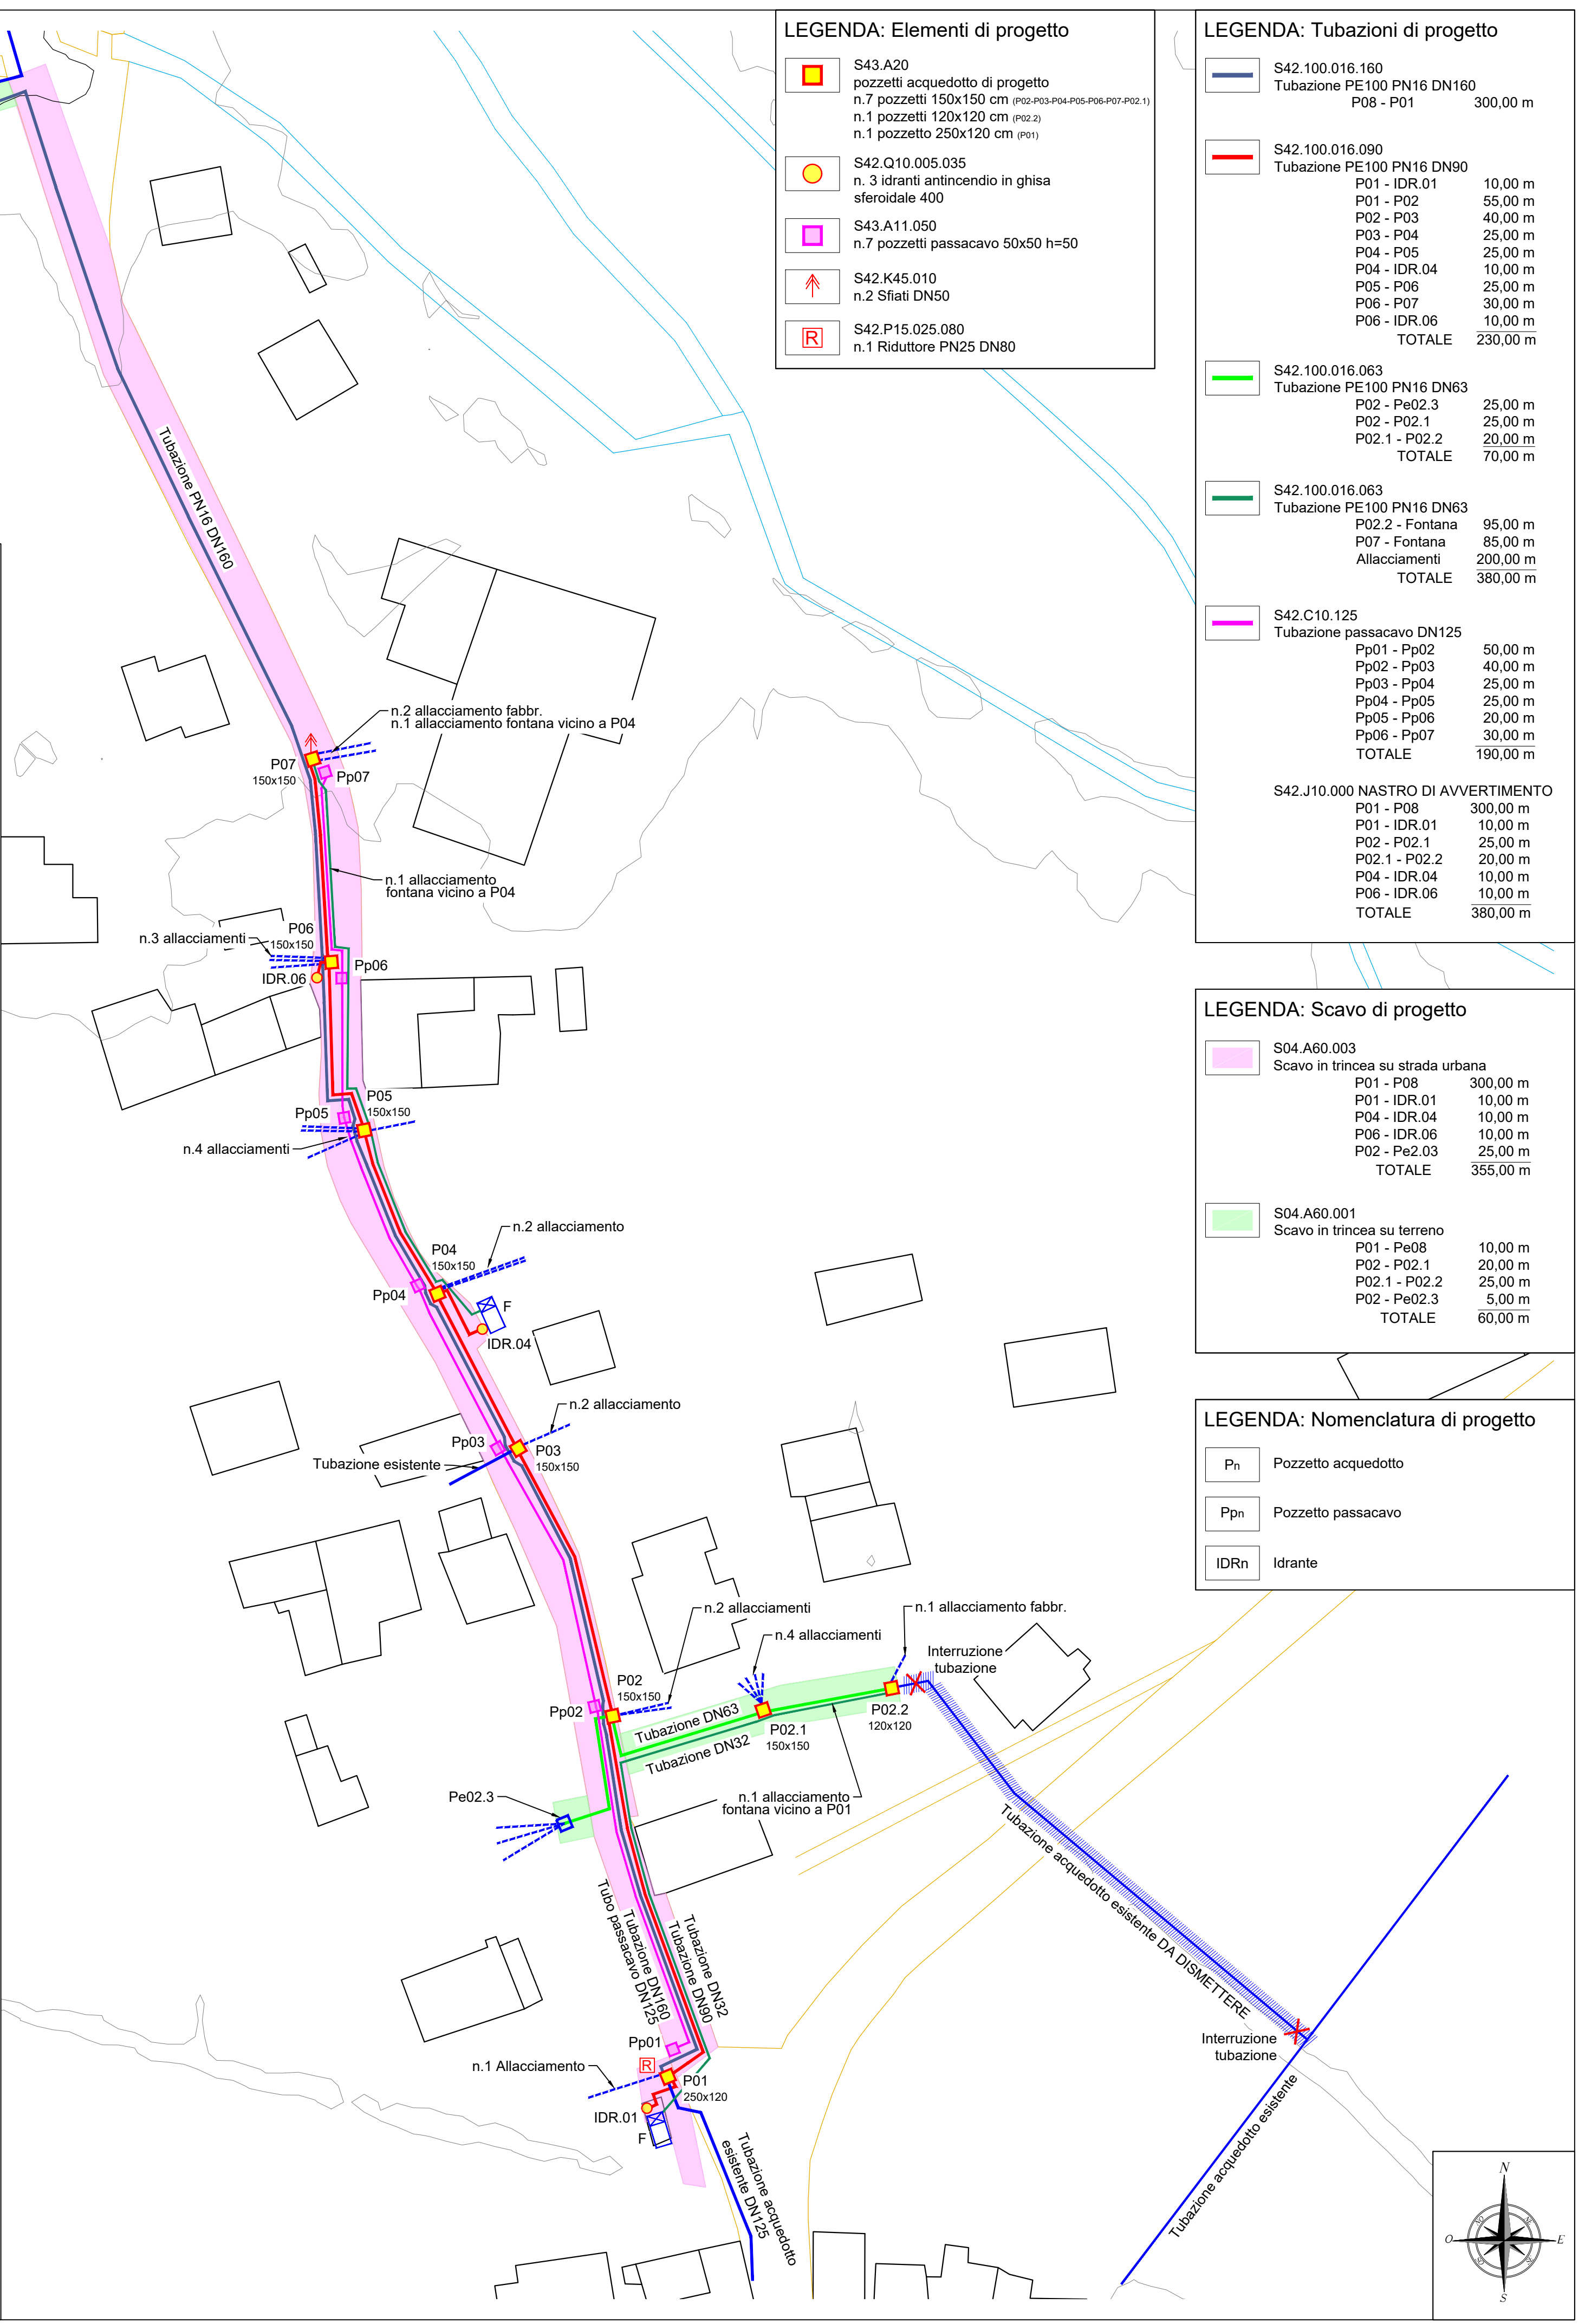 LEGENDA: Elementi di progetto
S43.A20
pozzetti acquedotto di progetto
n.7 pozzetti 150x150 cm (P02-P03-P04-P05-P06-P07-P02.1)
n.1 pozzetti 120x120 cm (P02.2)
n.1 pozzetto 250x120 cm (P01)
S42.Q10.005.035
n. 3 idranti antincendio in ghisa
sferoidale 400
S43.A11.050
n.7 pozzetti passacavo 50x50 h=50
S42.K45.010
n.2 Sfiati DN50
R
S42.P15.025.080
n.1 Riduttore PN25 DN80
LEGENDA: Tubazioni di progetto
S42.100.016.160
Tubazione PE100 PN16 DN160
P08 - P01 300,00 m
S42.100.016.090
Tubazione PE100 PN16 DN90
P01 - IDR.01 10,00 m
P01 - P02 55,00 m
P02 - P03 40,00 m
P03 - P04 25,00 m
P04 - P05 25,00 m
P04 - IDR.04 10,00 m
P05 - P06 25,00 m
P06 - P07 30,00 m
P06 - IDR.06 10,00 m
TOTALE 230,00 m
S42.100.016.063
Tubazione PE100 PN16 DN63
P02 - Pe02.3 25,00 m
P02 - P02.1 25,00 m
P02.1 - P02.2 20,00 m
TOTALE 70,00 m
S42.100.016.063
Tubazione PE100 PN16 DN63
P02.2 - Fontana 95,00 m
P07 - Fontana 85,00 m
Allacciamenti 200,00 m
TOTALE 380,00 m
S42.C10.125
Tubazione passacavo DN125
Pp01 - Pp02 50,00 m
Pp02 - Pp03 40,00 m
Pp03 - Pp04 25,00 m
Pp04 - Pp05 25,00 m
Pp05 - Pp06 20,00 m
Pp06 - Pp07 30,00 m
TOTALE 190,00 m
S42.J10.000 NASTRO DI AVVERTIMENTO
P01 - P08 300,00 m
P01 - IDR.01 10,00 m
P02 - P02.1 25,00 m
P02.1 - P02.2 20,00 m
P04 - IDR.04 10,00 m
P06 - IDR.06 10,00 m
TOTALE 380,00 m
LEGENDA: Scavo di progetto
S04.A60.003
Scavo in trincea su strada urbana
P01 - P08 300,00 m
P01 - IDR.01 10,00 m
P04 - IDR.04 10,00 m
P06 - IDR.06 10,00 m
P02 - Pe2.03 25,00 m
TOTALE 355,00 m
S04.A60.001
Scavo in trincea su terreno
P01 - Pe08 10,00 m
P02 - P02.1 20,00 m
P02.1 - P02.2 25,00 m
P02 - Pe02.3 5,00 m
TOTALE 60,00 m
LEGENDA: Nomenclatura di progetto
Pn Pozzetto acquedotto
Ppn Pozzetto passacavo
IDRn Idrante
Tubazione PN16 DN160
n.2 allacciamento fabbr.
n.1 allacciamento fontana vicino a P04
P07
150x150
Pp07
n.1 allacciamento
fontana vicino a P04
P06
150x150
n.3 allacciamenti
Pp06
IDR.06
P05
150x150
Pp05
n.4 allacciamenti
n.2 allacciamento
P04
150x150
Pp04
F
IDR.04
n.2 allacciamento
Pp03
P03
150x150
Tubazione esistente
n.2 allacciamenti
n.1 allacciamento fabbr.
n.4 allacciamenti
Interruzione
tubazione
P02
150x150
Pp02
Tubazione DN63
Tubazione DN32
P02.1
150x150
P02.2
120x120
Pe02.3
n.1 allacciamento
fontana vicino a P01
Tubazione acquedotto esistente DA DISMETTERE
Tubo passacavo DN125
Tubazione DN160
Tubazione DN90
Tubazione DN32
Pp01
R
n.1 Allacciamento
P01
250x120
IDR.01
F
Interruzione
tubazione
Tubazione acquedotto
esistente DN125
Tubazione acquedotto esistente
N
O
E
S
NO
NE
SO
SE